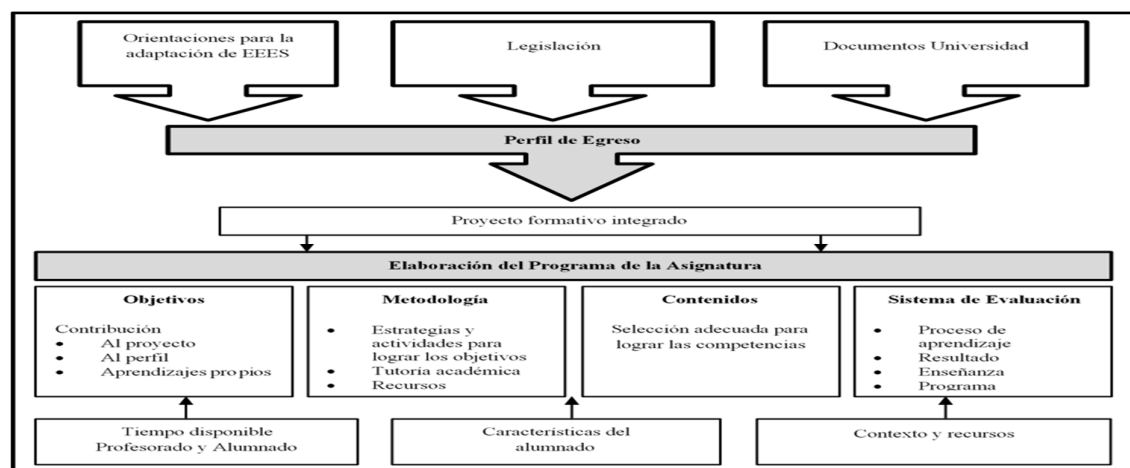 Orientaciones para la
adaptación de EEES
Legislación
Documentos Universidad
Perfil de Egreso
Proyecto formativo integrado
Elaboración del Programa de la Asignatura
Objetivos
Contribución
• Al proyecto
• Al perfil
• Aprendizajes propios
Metodología
• Estrategias y
actividades para
lograr los objetivos
• Tutoría académica
• Recursos
Contenidos
Selección adecuada para
lograr las competencias
Sistema de Evaluación
• Proceso de
aprendizaje
• Resultado
• Enseñanza
• Programa
Tiempo disponible
Profesorado y Alumnado
Características del
alumnado
Contexto y recursos